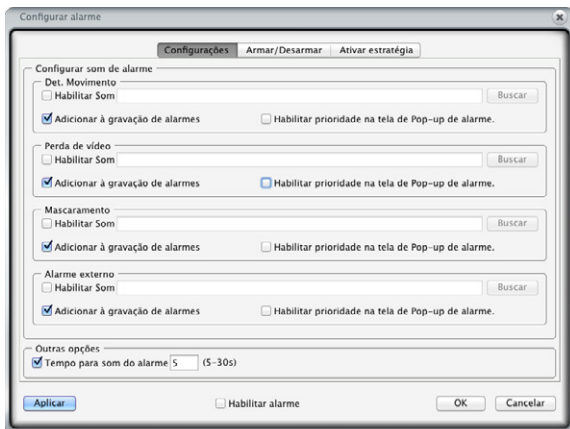 Configurar alarme
Configurações Armar/Desarmar Ativar estratégia
Configurar som de alarme
Det. Movimento
Habilitar Som Buscar
Adicionar à gravação de alarmes Habilitar prioridade na tela de Pop-up de alarme.
Perda de vídeo
Habilitar Som Buscar
Adicionar à gravação de alarmes Habilitar prioridade na tela de Pop-up de alarme.
Mascaramento
Habilitar Som Buscar
Adicionar à gravação de alarmes Habilitar prioridade na tela de Pop-up de alarme.
Alarme externo
Habilitar Som Buscar
Adicionar à gravação de alarmes Habilitar prioridade na tela de Pop-up de alarme.
Outras opções
Tempo para som do alarme 5 (5-30s)
Aplicar Habilitar alarme OK Cancelar